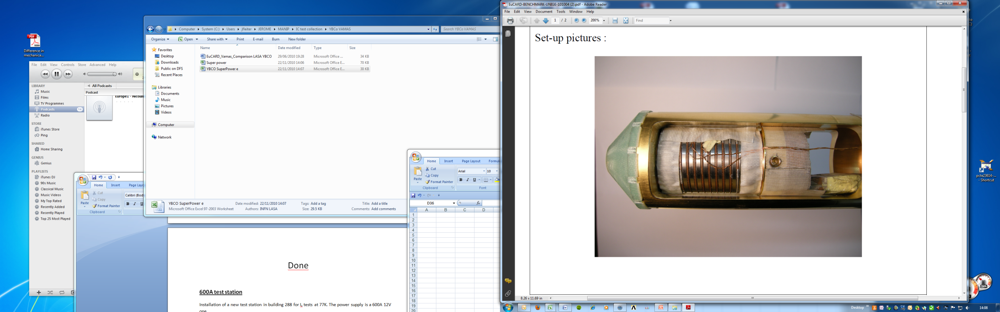 Difference in
mechanica...
File Edit View Controls Store Advanced Help
LIBRARY
Music
Films
TV Programmes
Podcasts 14
Radio
STORE
iTunes Store
Ping
SHARED
Home Sharing
GENIUS
Genius
PLAYLISTS
iTunes DJ
90s Music
Classical Music
Music Videos
My Top Rated
Recently Added
Recently Played
Top 25 Most Played
All Podcasts
Podcast
Europe1 - Nicolas
Computer System (C:) Users jfleiter JEROME MANIP IC test collection YBCo VAMAS
Search YBCo VAMAS
Organize Open Share with Print E-mail Burn New folder
Favorites
Desktop
Downloads
Public on DFS
Recent Places
Libraries
Documents
Music
Pictures
Videos
Computer
Network
Name Date modified Type Size
EuCARD_Vamas_Comparison LASA YBCO 29/06/2010 19:28 Microsoft Office ... 34 KB
Super power 22/11/2010 14:06 Microsoft Office E... 70 KB
YBCO SuperPower e 22/11/2010 14:07 Microsoft Office E... 30 KB
YBCO SuperPower e Date modified: 22/11/2010 14:07 Tags: Add a tag Title: Add a title
Microsoft Office Excel 97-2003 Worksheet Authors: INFN LASA Size: 29.5 KB Comments: Add comments
Home Insert Page Layo
Cut
Copy
Format Painter
Paste
Clipboard
Calibri (Bod
B I U
Done
600A test station
Installation of a new test station in building 288 for Ic tests at 77K. The power supply is a 600A 12V
one
Home Insert Page Layout Formul
Cut
Copy
Format Painter
Paste
Clipboard
Arial 10
B I U
Font
D36 fx
A B C D
1
2
3
4
5
6
7
8
9
10
11
12
13
14
15
16
17
18
19
20
EuCARD-BENCHMARK-UNIGE-101004 (2).pdf - Adobe Reader
File Edit View Document Tools Window Help
1 / 2 200% Find
Set-up pictures :
8.26 x 11.69 in
pcte23614-...
- Shortcut
28%
Desktop 14:08